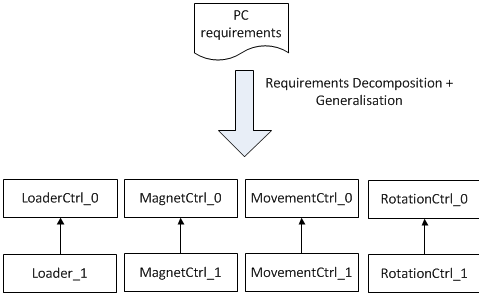 PC
requirements
Requirements Decomposition +
Generalisation
LoaderCtrl_0
MagnetCtrl_0
MovementCtrl_0
RotationCtrl_0
Loader_1
MagnetCtrl_1
MovementCtrl_1
RotationCtrl_1